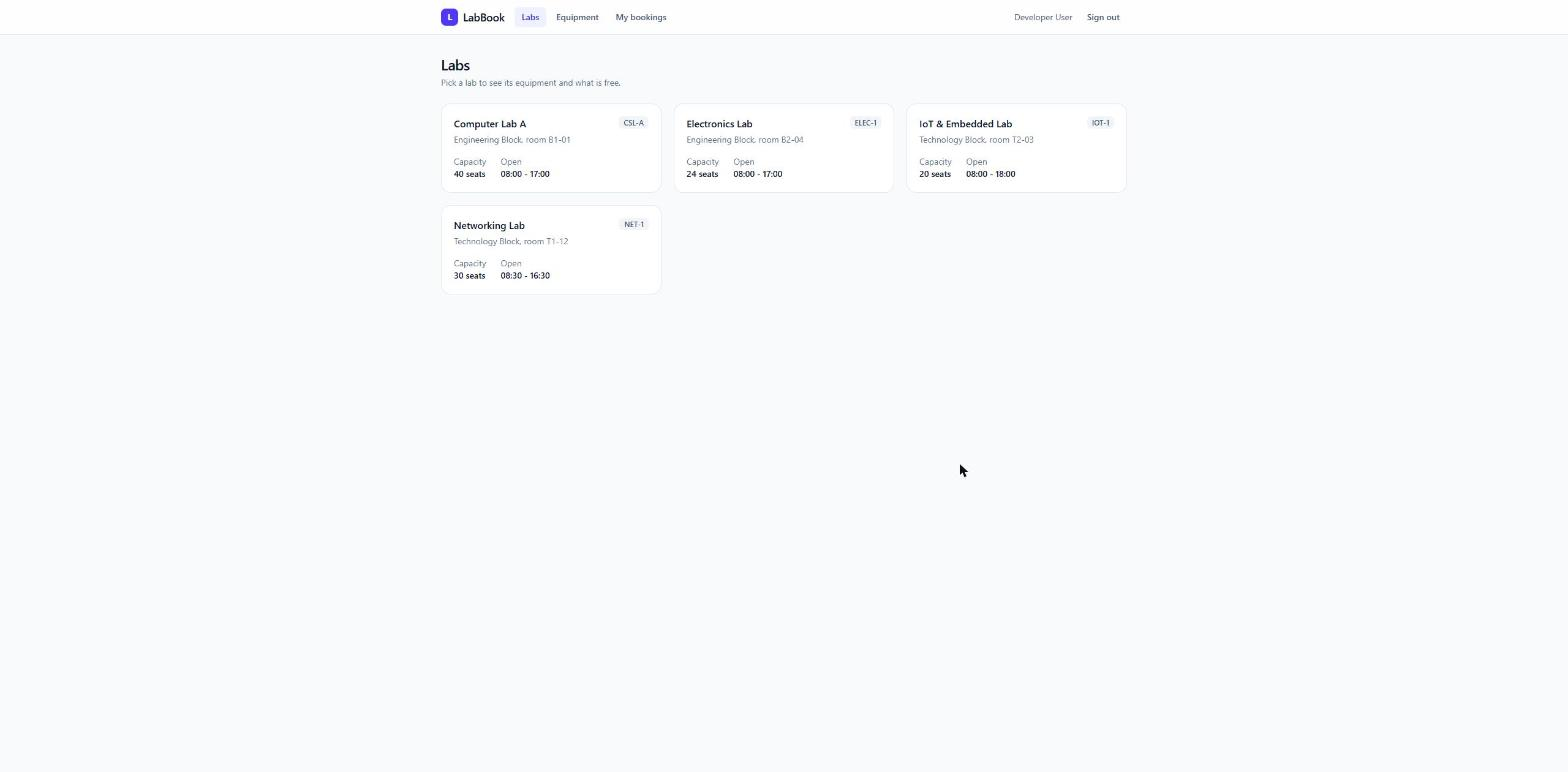 L LabBook Labs Equipment My bookings Developer User Sign out
Labs
Pick a lab to see its equipment and what is free.
Computer Lab A CSL-A
Engineering Block, room B1-01
Capacity Open
40 seats 08:00 - 17:00
Electronics Lab ELEC-1
Engineering Block, room B2-04
Capacity Open
24 seats 08:00 - 17:00
IoT & Embedded Lab IOT-1
Technology Block, room T2-03
Capacity Open
20 seats 08:00 - 18:00
Networking Lab NET-1
Technology Block, room T1-12
Capacity Open
30 seats 08:30 - 16:30